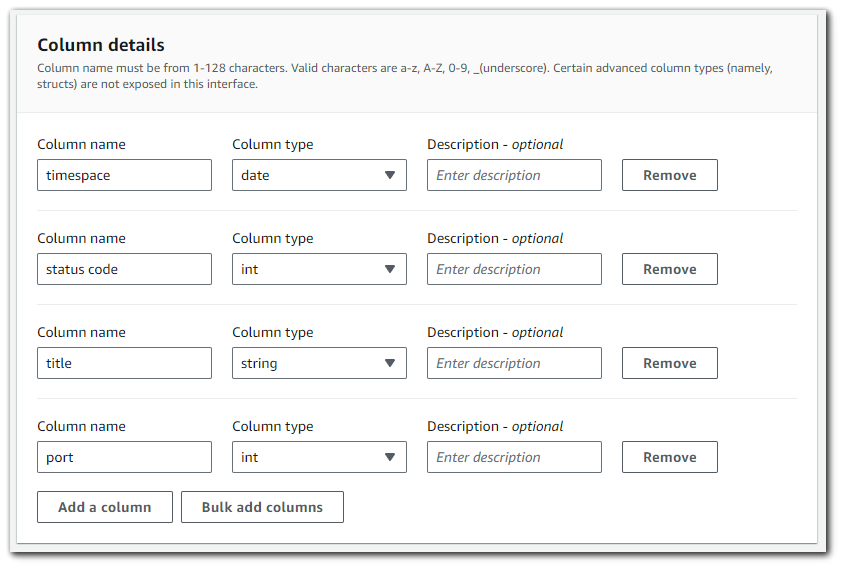 Column details
Column name must be from 1-128 characters. Valid characters are a-z, A-Z, 0-9, _(underscore). Certain advanced column types (namely,
structs) are not exposed in this interface.
Column name Column type Description - optional
timespace date Enter description Remove
Column name Column type Description - optional
status code int Enter description Remove
Column name Column type Description - optional
title string Enter description Remove
Column name Column type Description - optional
port int Enter description Remove
Add a column Bulk add columns